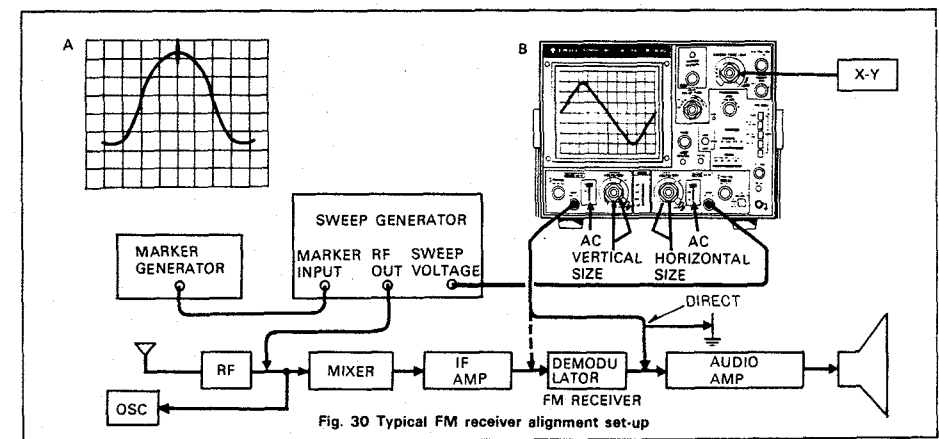 A
B
X-Y
SWEEP GENERATOR
MARKER
GENERATOR
MARKER
INPUT
RF
OUT
SWEEP
VOLTAGE
AC
VERTICAL
SIZE
AC
HORIZONTAL
SIZE
DIRECT
RF
MIXER
IF
AMP
DEMODU
LATOR
AUDIO
AMP
FM RECEIVER
OSC
Fig. 30 Typical FM receiver alignment set-up